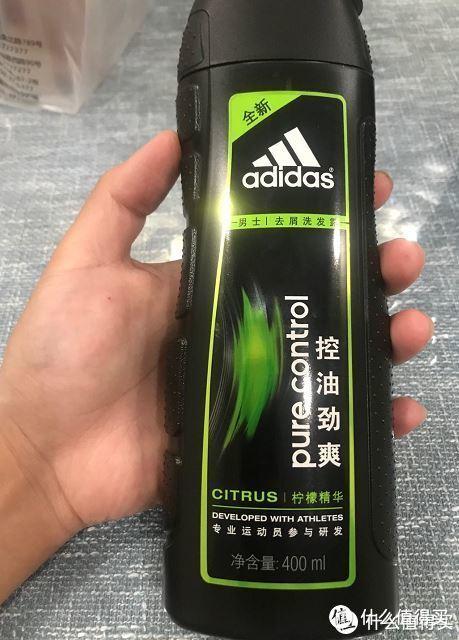 全新
adidas
男士 | 去屑洗发露
pure control
控油劲爽
CITRUS | 柠檬精华
DEVELOPED WITH ATHLETES
专业运动员参与研发
净含量: 400 ml
值 什么值得买